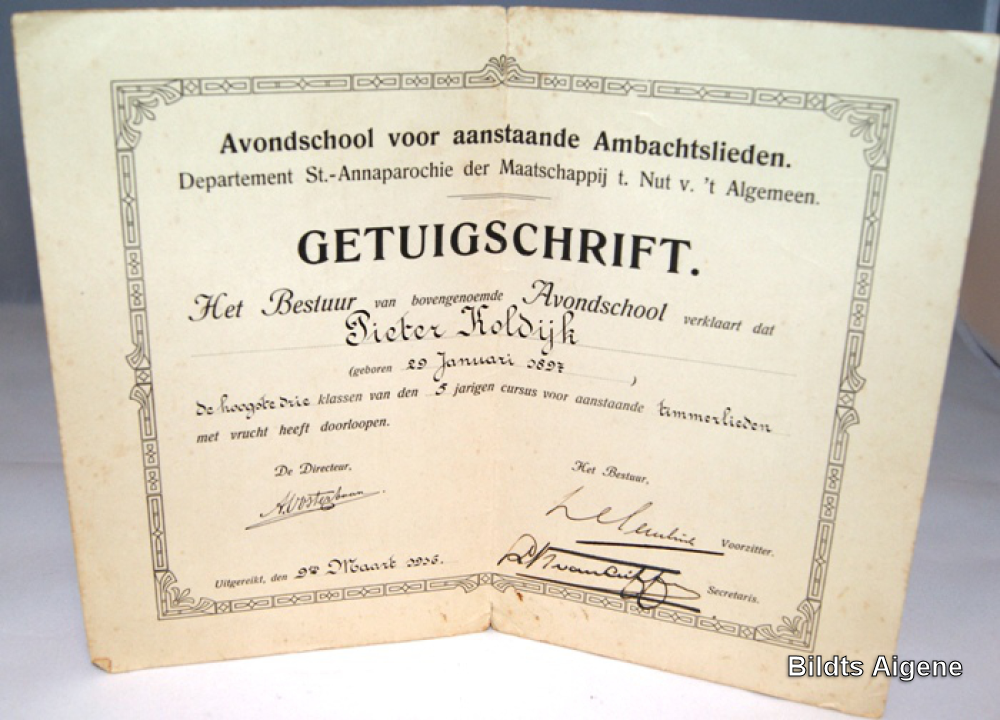 Avondschool voor aanstaande Ambachtslieden.
Departement St.-Annaparochie der Maatschappij t. Nut v. 't Algemeen.
GETUIGSCHRIFT.
Het Bestuur van bovengenoemde Avondschool verklaart dat
Pieter Koldijk
(geboren 29 Januari 1897)
de hoogste drie klassen van den 5 jarigen cursus voor aanstaande timmerlieden
met vrucht heeft doorloopen.
De Directeur,
Het Bestuur,
Voorzitter.
Uitgereikt, den Maart 1916.
Secretaris.
Bildts Aigene